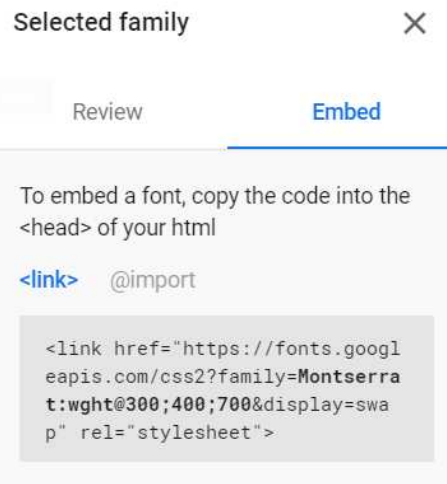 Selected family
Review Embed
To embed a font, copy the code into the
<head> of your html
<link> @import
<link href="https://fonts.googl
eapis.com/css2?family=Montserra
t:wght@300;400;700&display=swa
p" rel="stylesheet">